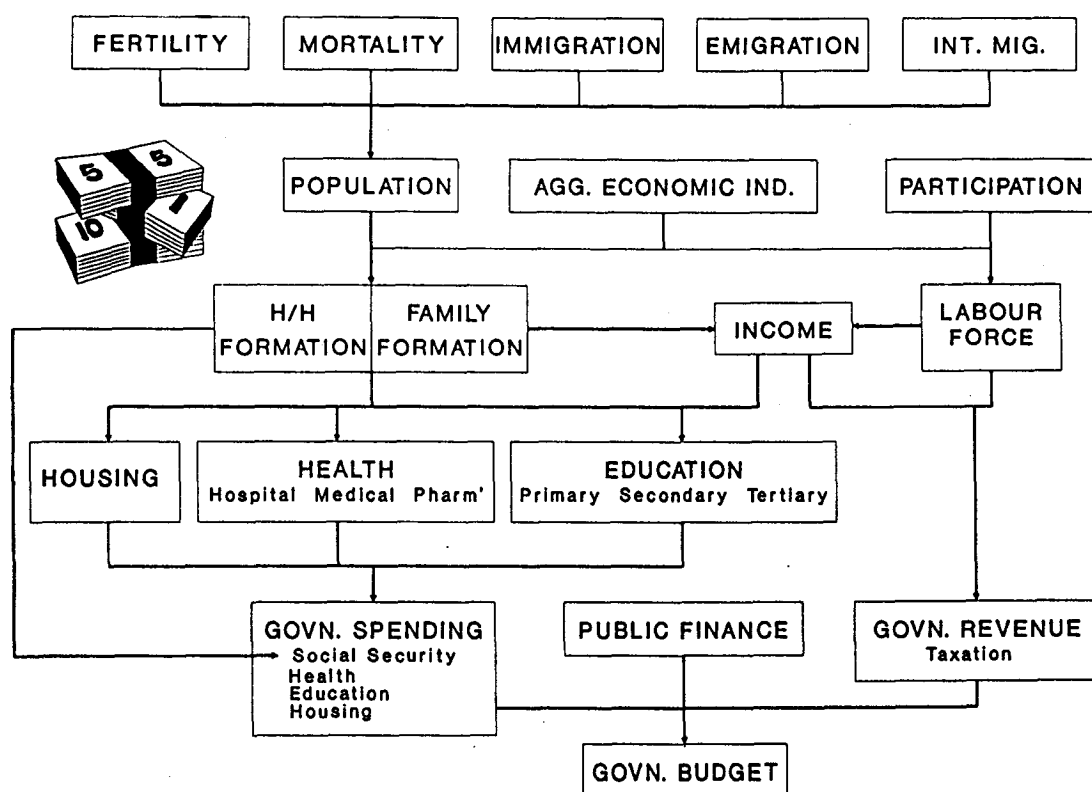 FERTILITY
MORTALITY
IMMIGRATION
EMIGRATION
INT. MIG.
5 5
10 1
POPULATION
AGG. ECONOMIC IND.
PARTICIPATION
H/H
FORMATION
FAMILY
FORMATION
INCOME
LABOUR
FORCE
HOUSING
HEALTH
Hospital Medical Pharm'
EDUCATION
Primary Secondary Tertiary
GOVN. SPENDING
Social Security
Health
Education
Housing
PUBLIC FINANCE
GOVN. REVENUE
Taxation
GOVN. BUDGET